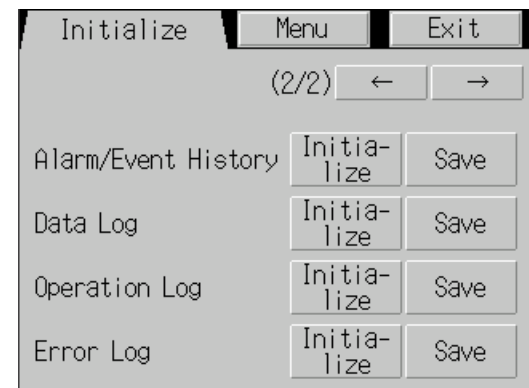 Initialize Menu Exit
(2/2) ← →
Alarm/Event History Initia-
lize Save
Data Log Initia-
lize Save
Operation Log Initia-
lize Save
Error Log Initia-
lize Save